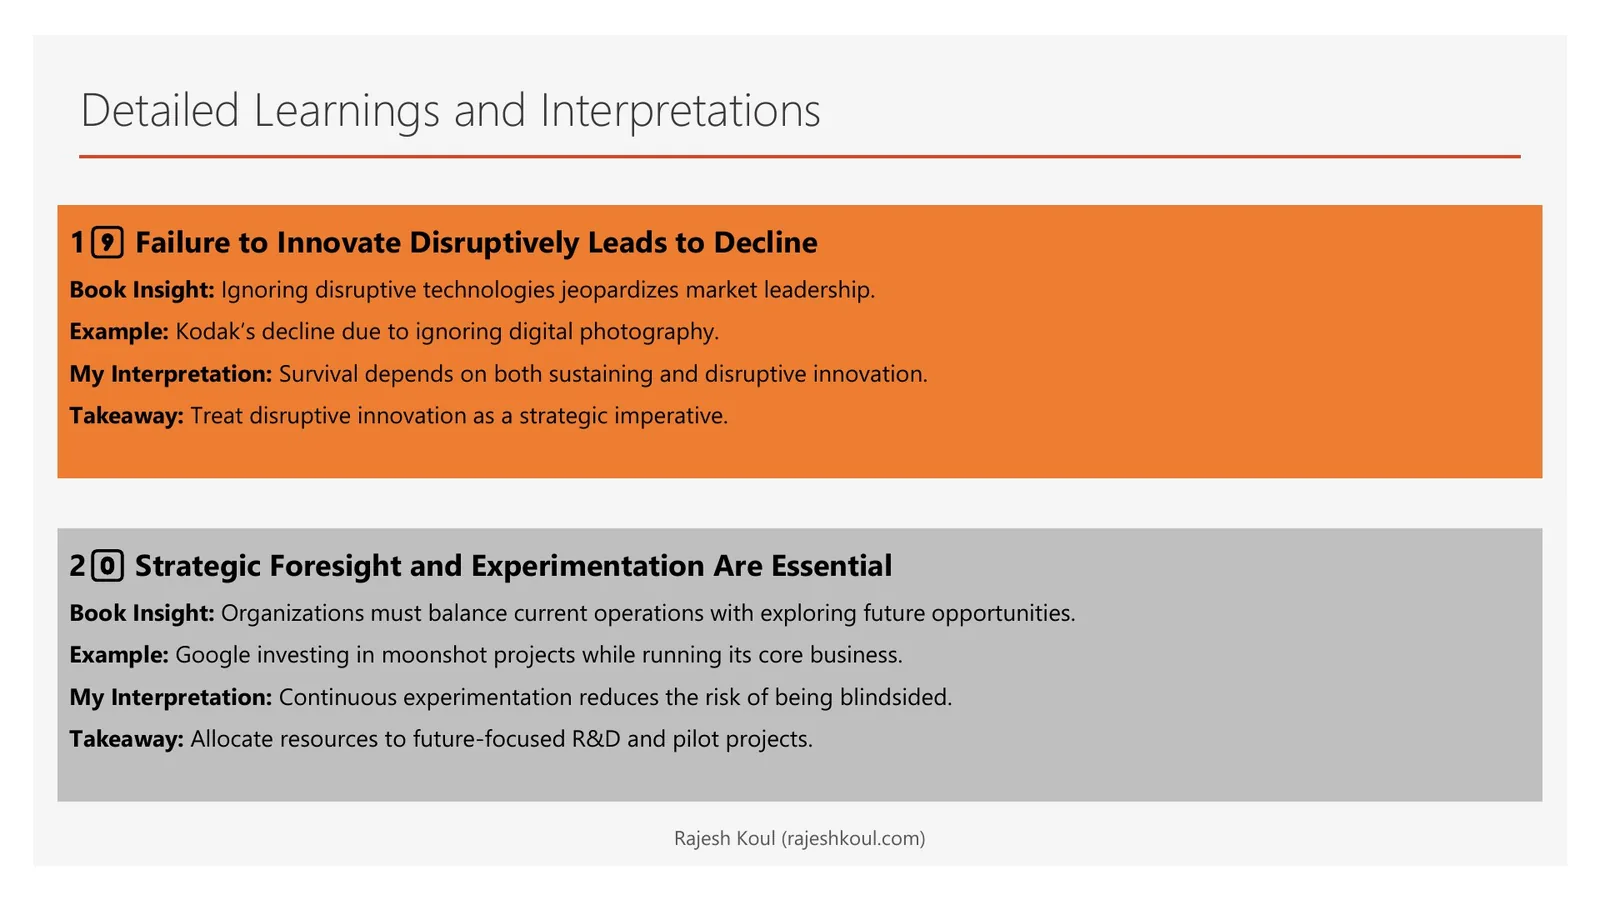 Detailed Learnings and Interpretations
1 9️⃣ Failure to Innovate Disruptively Leads to Decline
Book Insight: Ignoring disruptive technologies jeopardizes market leadership.
Example: Kodak’s decline due to ignoring digital photography.
My Interpretation: Survival depends on both sustaining and disruptive innovation.
Takeaway: Treat disruptive innovation as a strategic imperative.
2 0️⃣ Strategic Foresight and Experimentation Are Essential
Book Insight: Organizations must balance current operations with exploring future opportunities.
Example: Google investing in moonshot projects while running its core business.
My Interpretation: Continuous experimentation reduces the risk of being blindsided.
Takeaway: Allocate resources to future-focused R&D and pilot projects.
Rajesh Koul (rajeshkoul.com)